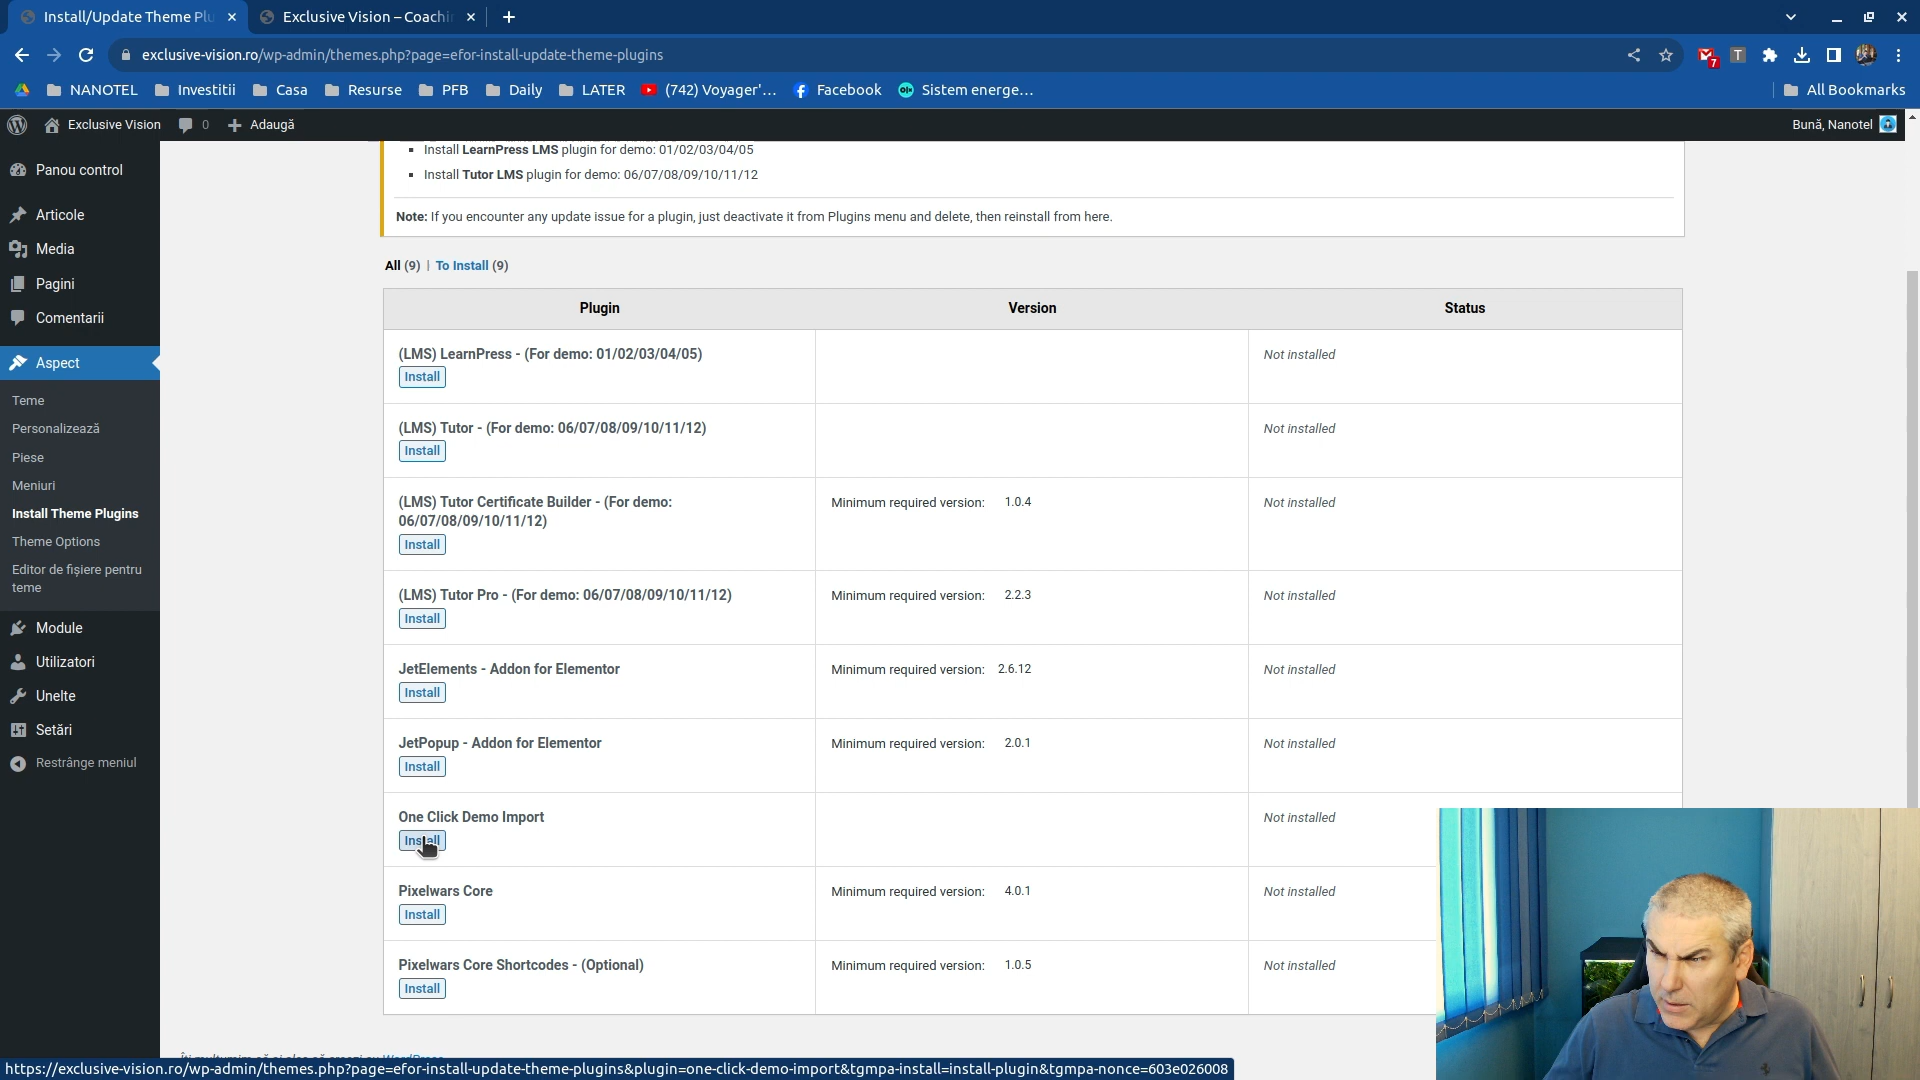 Install/Update Theme Plu
Exclusive Vision – Coachi
exclusive-vision.ro/wp-admin/themes.php?page=efor-install-update-theme-plugins
7
T
NANOTEL
Investitii
Casa
Resurse
PFB
Daily
LATER
(742) Voyager'...
Facebook
Sistem energe...
All Bookmarks
Exclusive Vision
0
Adaugă
Bună, Nanotel
Panou control
Articole
Media
Pagini
Comentarii
Aspect
Teme
Personalizează
Piese
Meniuri
Install Theme Plugins
Theme Options
Editor de fișiere pentru
teme
Module
Utilizatori
Unelte
Setări
Restrânge meniul
Install LearnPress LMS plugin for demo: 01/02/03/04/05
Install Tutor LMS plugin for demo: 06/07/08/09/10/11/12
Note: If you encounter any update issue for a plugin, just deactivate it from Plugins menu and delete, then reinstall from here.
All (9) | To Install (9)
Plugin Version Status
(LMS) LearnPress - (For demo: 01/02/03/04/05) Not installed
Install
(LMS) Tutor - (For demo: 06/07/08/09/10/11/12) Not installed
Install
(LMS) Tutor Certificate Builder - (For demo: Minimum required version: 1.0.4 Not installed
06/07/08/09/10/11/12)
Install
(LMS) Tutor Pro - (For demo: 06/07/08/09/10/11/12) Minimum required version: 2.2.3 Not installed
Install
JetElements - Addon for Elementor Minimum required version: 2.6.12 Not installed
Install
JetPopup - Addon for Elementor Minimum required version: 2.0.1 Not installed
Install
One Click Demo Import Not installed
Install
Pixelwars Core Minimum required version: 4.0.1 Not installed
Install
Pixelwars Core Shortcodes - (Optional) Minimum required version: 1.0.5 Not installed
Install
https://exclusive-vision.ro/wp-admin/themes.php?page=efor-install-update-theme-plugins&plugin=one-click-demo-import&tgmpa-install=install-plugin&tgmpa-nonce=603e026008